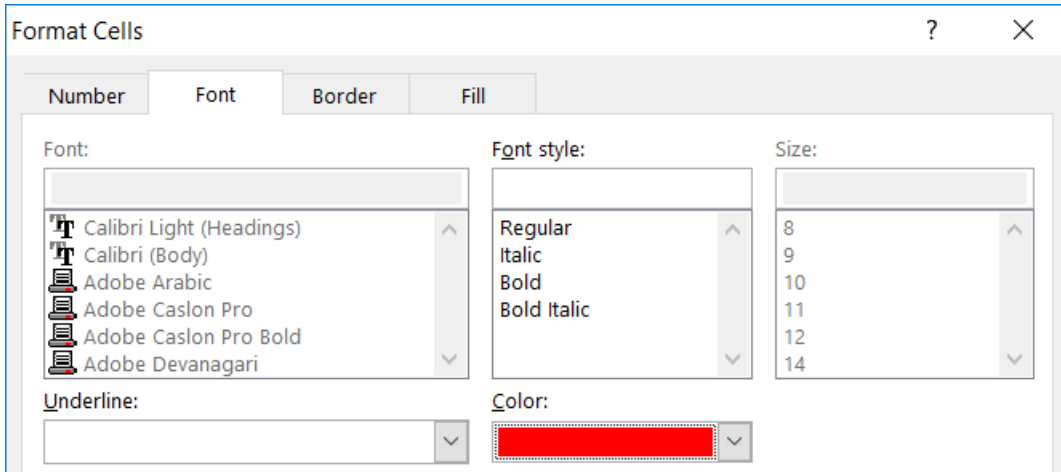 Format Cells ?
Number Font Border Fill
Font: Font style: Size:
Calibri Light (Headings) Regular 8
Calibri (Body) Italic 9
Adobe Arabic Bold 10
Adobe Caslon Pro Bold Italic 11
Adobe Caslon Pro Bold 12
Adobe Devanagari 14
Underline: Color: